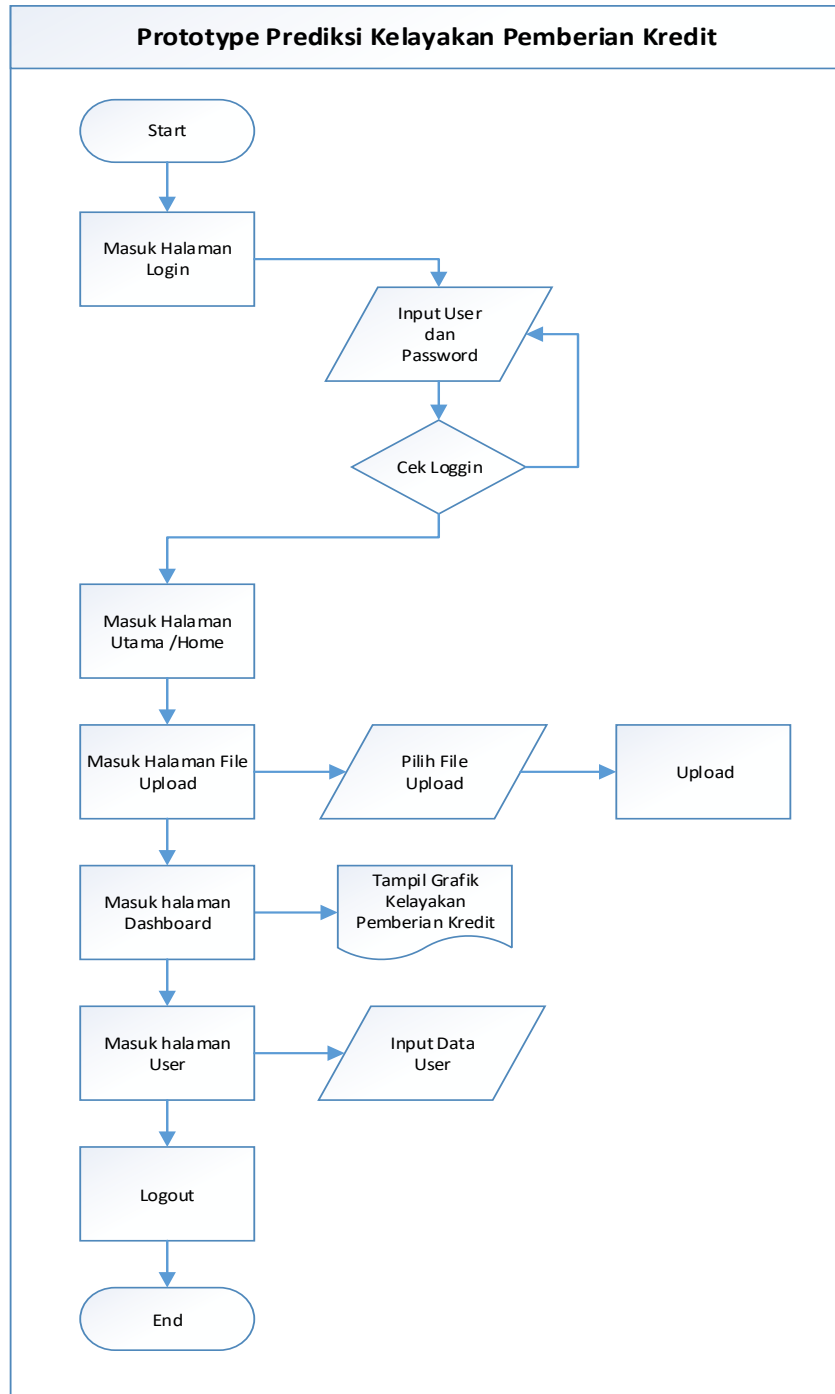 Prototype Prediksi Kelayakan Pemberian Kredit
Start
Masuk Halaman
Login
Input User
dan
Password
Cek Loggin
Masuk Halaman
Utama /Home
Masuk Halaman File
Upload
Pilih File
Upload
Upload
Masuk halaman
Dashboard
Tampil Grafik
Kelayakan
Pemberian Kredit
Masuk halaman
User
Input Data
User
Logout
End